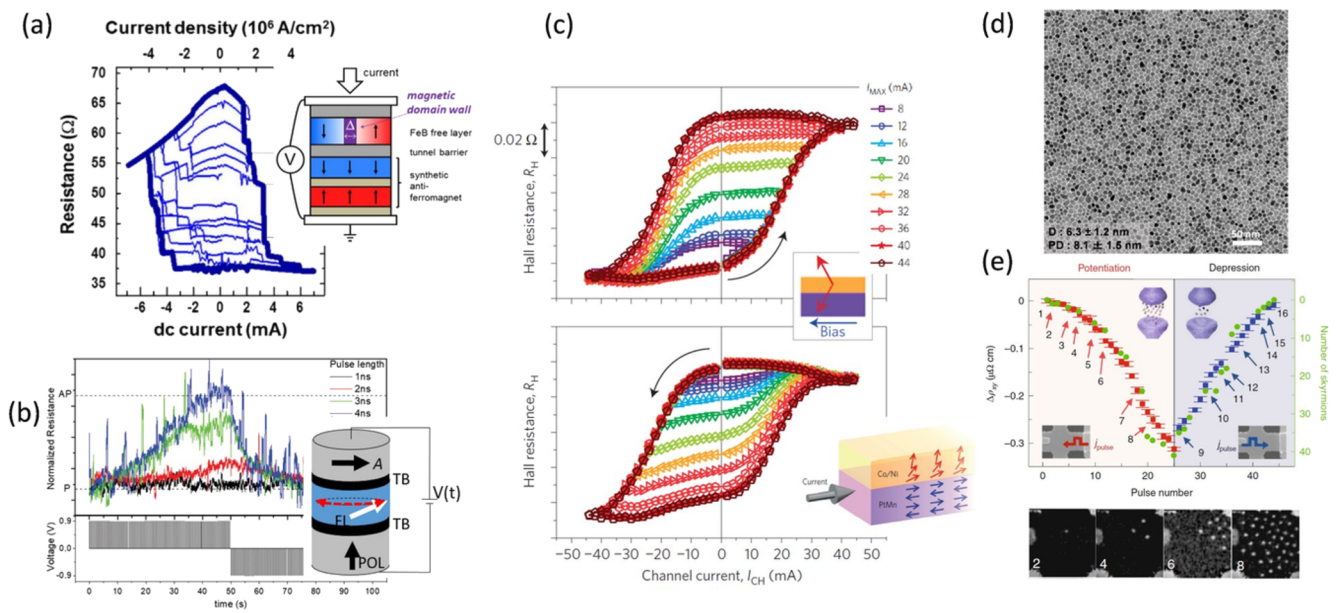 (a)
Current density (10⁶ A/cm²)
-4 -2 0 2 4
Resistance (Ω)
70
65
60
55
50
45
40
35
-6 -4 -2 0 2 4 6
dc current (mA)
current
magnetic
domain wall
Δ
FeB free layer
tunnel barrier
synthetic
anti-
ferromagnet
V
(b)
Pulse length
1ns
2ns
3ns
4ns
Normalized Resistance
AP
P
Voltage (V)
0.9
0.0
-0.9
0 10 20 30 40 50 60 70 80 90 100
time (s)
A
TB
FL
TB
POL
V(t)
(c)
I_MAX (mA)
8
12
16
20
24
28
32
36
40
44
0.02 Ω
Hall resistance, R_H
Bias
Hall resistance, R_H
Current
Co/Ni
PtMn
−50 −40 −30 −20 −10 0 10 20 30 40 50
Channel current, I_CH (mA)
(d)
D : 6.3 ± 1.2 nm
PD : 8.1 ± 1.5 nm
50 nm
(e)
Potentiation
Depression
Δρ_xy (μΩ cm)
0
−0.1
−0.2
−0.3
Number of skyrmions
0
10
20
30
40
1
2
3
4
5
6
7
8
9
10
11
12
13
14
15
16
i_pulse
i_pulse
0 10 20 30 40
Pulse number
2
4
6
8